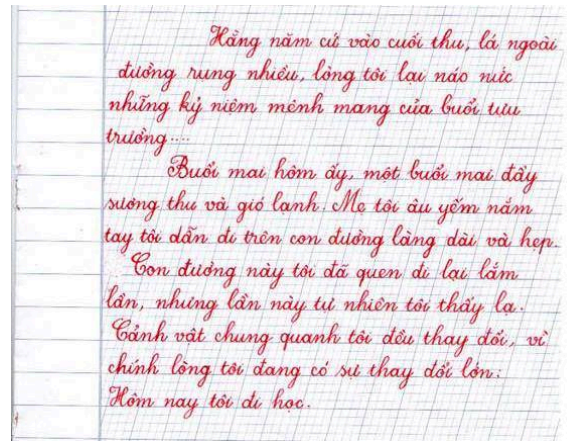 Hằng năm cứ vào cuối thu, lá ngoài
đường rụng nhiều, lòng tôi lại náo nức
những kỷ niệm mênh mang của buổi tựu
trường....
Buổi mai hôm ấy, một buổi mai đầy
sương thu và gió lạnh. Mẹ tôi âu yếm nắm
tay tôi dẫn đi trên con đường làng dài và hẹp.
Con đường này tôi đã quen đi lại lắm
lần, nhưng lần này tự nhiên tôi thấy lạ.
Cảnh vật chung quanh tôi đều thay đổi, vì
chính lòng tôi đang có sự thay đổi lớn:
Hôm nay tôi đi học.